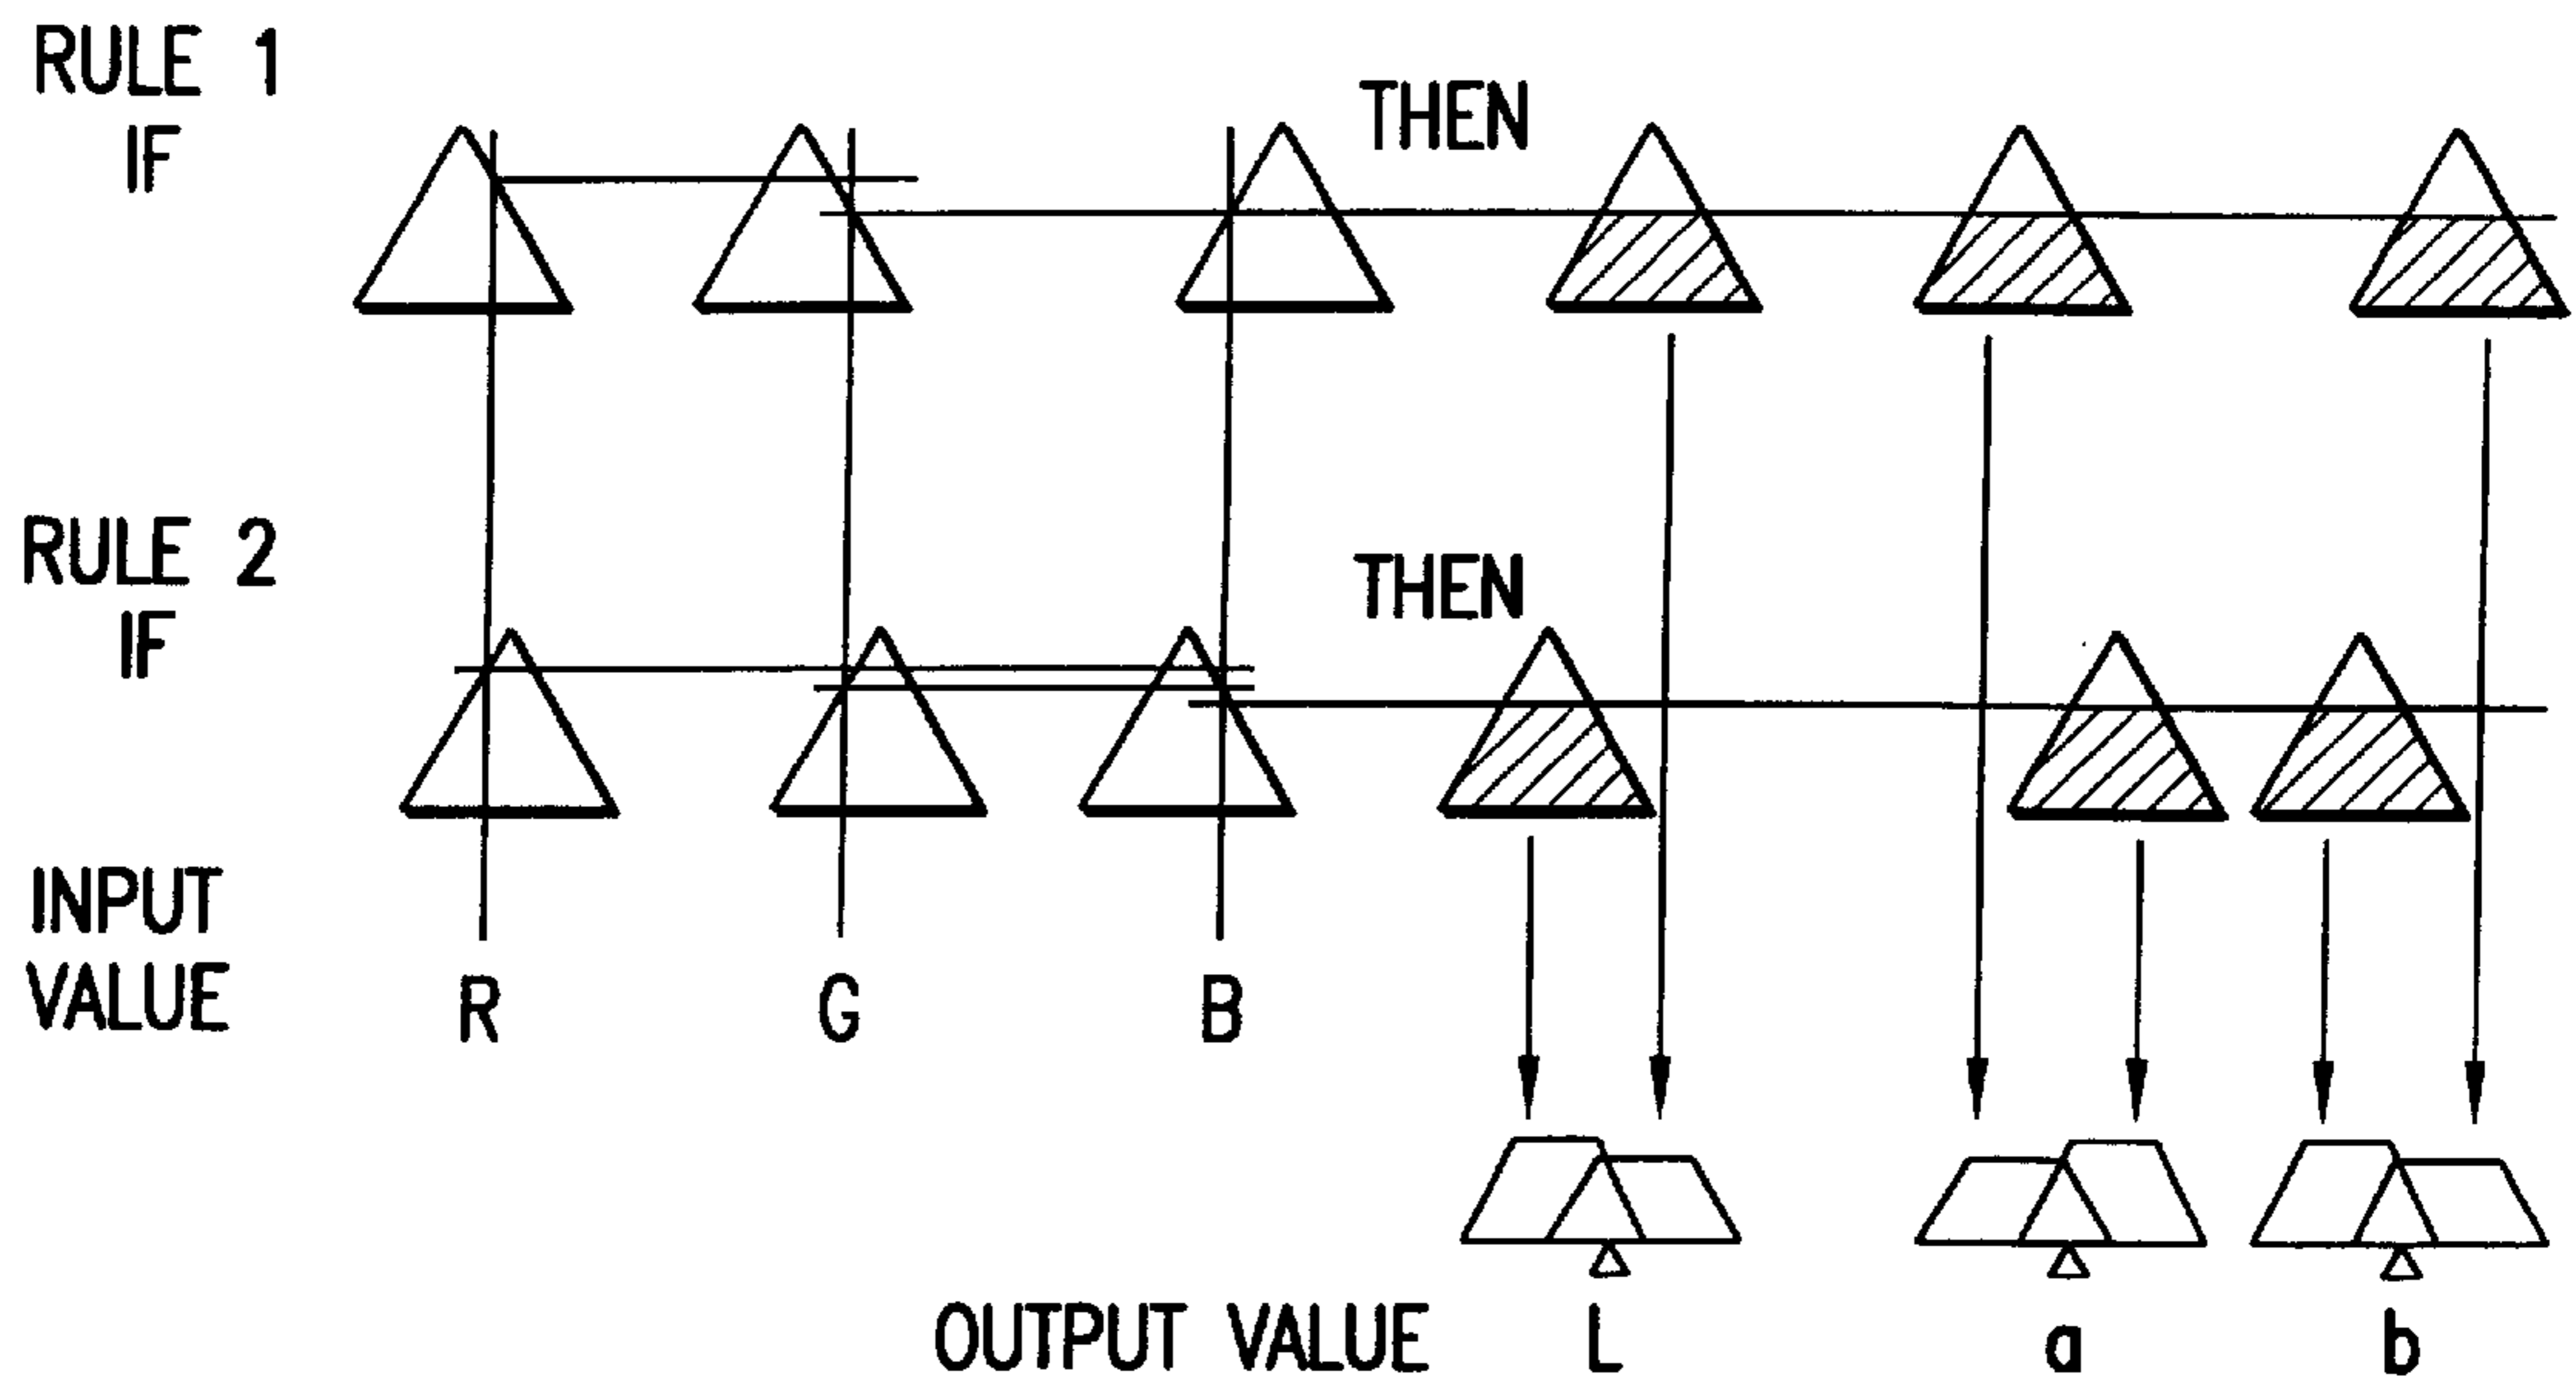 RULE 1
IF
THEN
RULE 2
IF
THEN
INPUT
VALUE
R G B
OUTPUT VALUE L a b